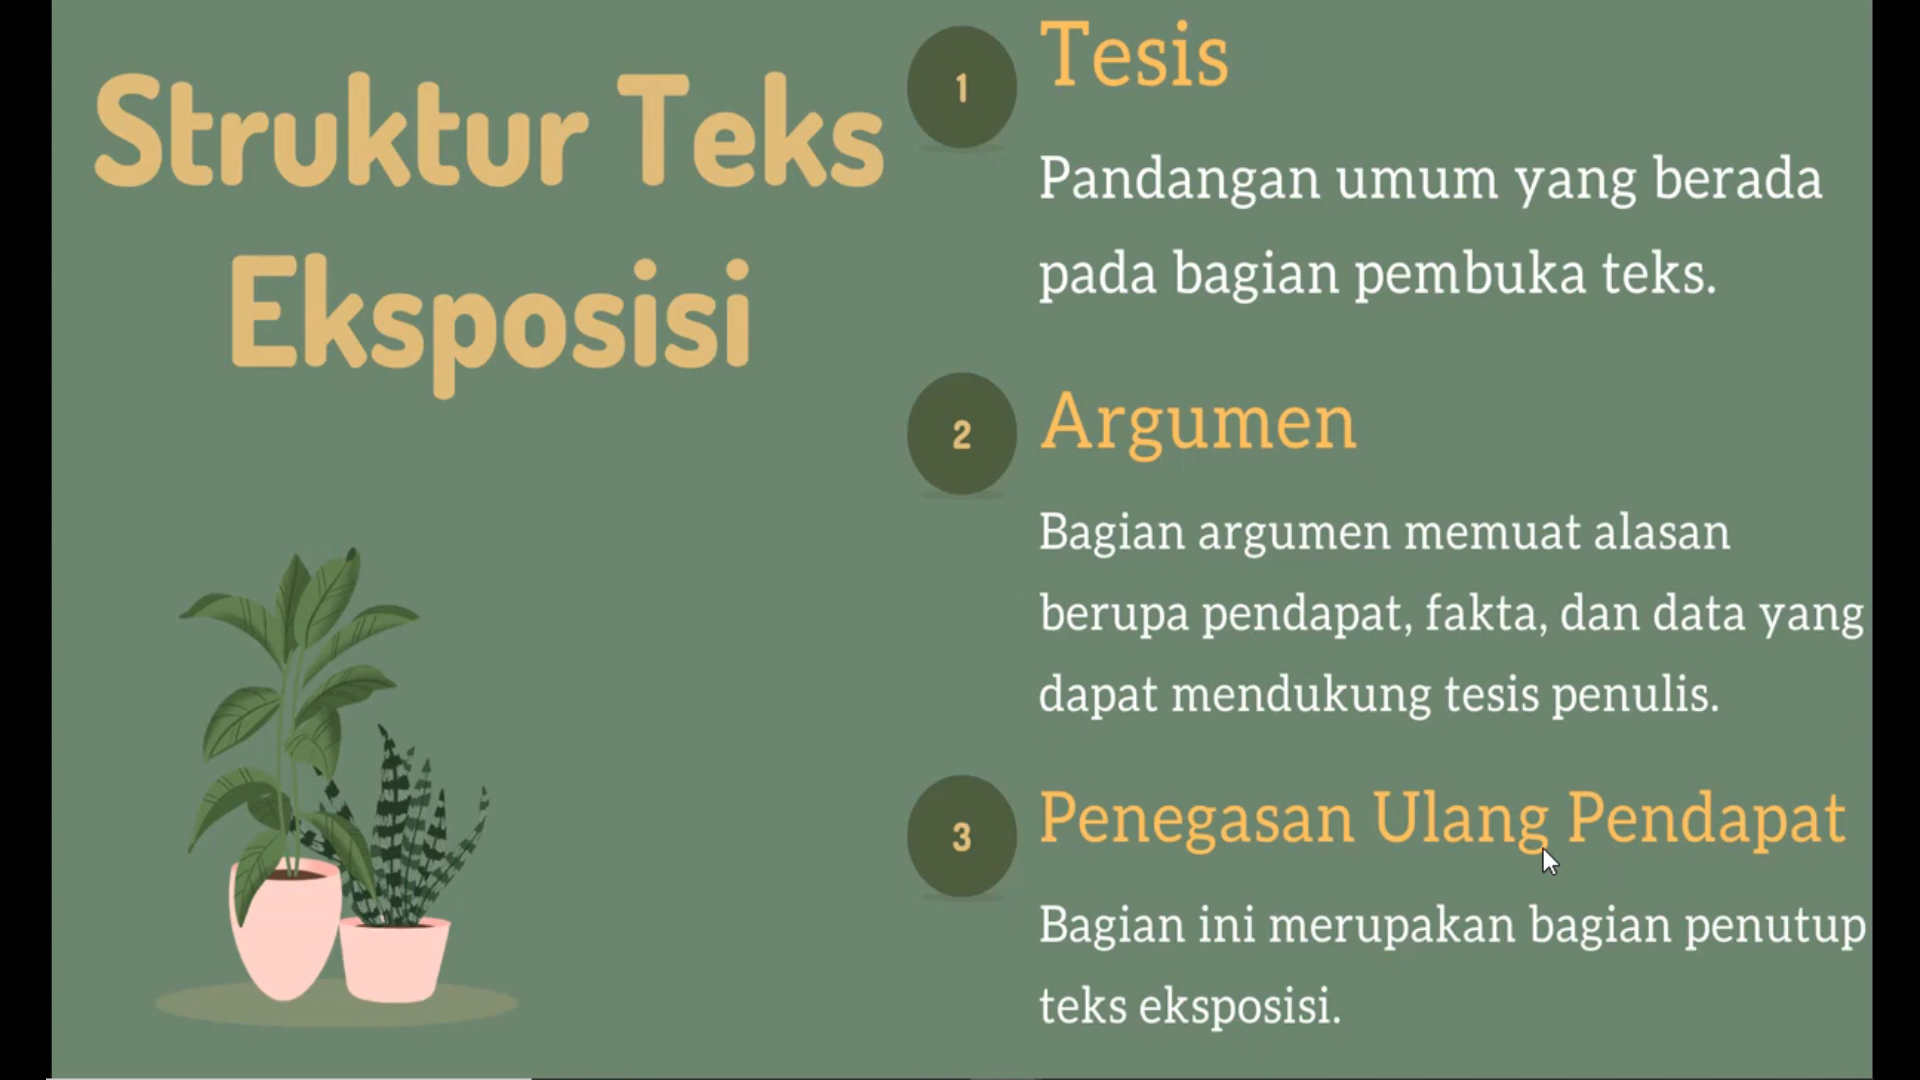 Struktur Teks
Eksposisi
1
Tesis
Pandangan umum yang berada
pada bagian pembuka teks.
2
Argumen
Bagian argumen memuat alasan
berupa pendapat, fakta, dan data yang
dapat mendukung tesis penulis.
3
Penegasan Ulang Pendapat
Bagian ini merupakan bagian penutup
teks eksposisi.